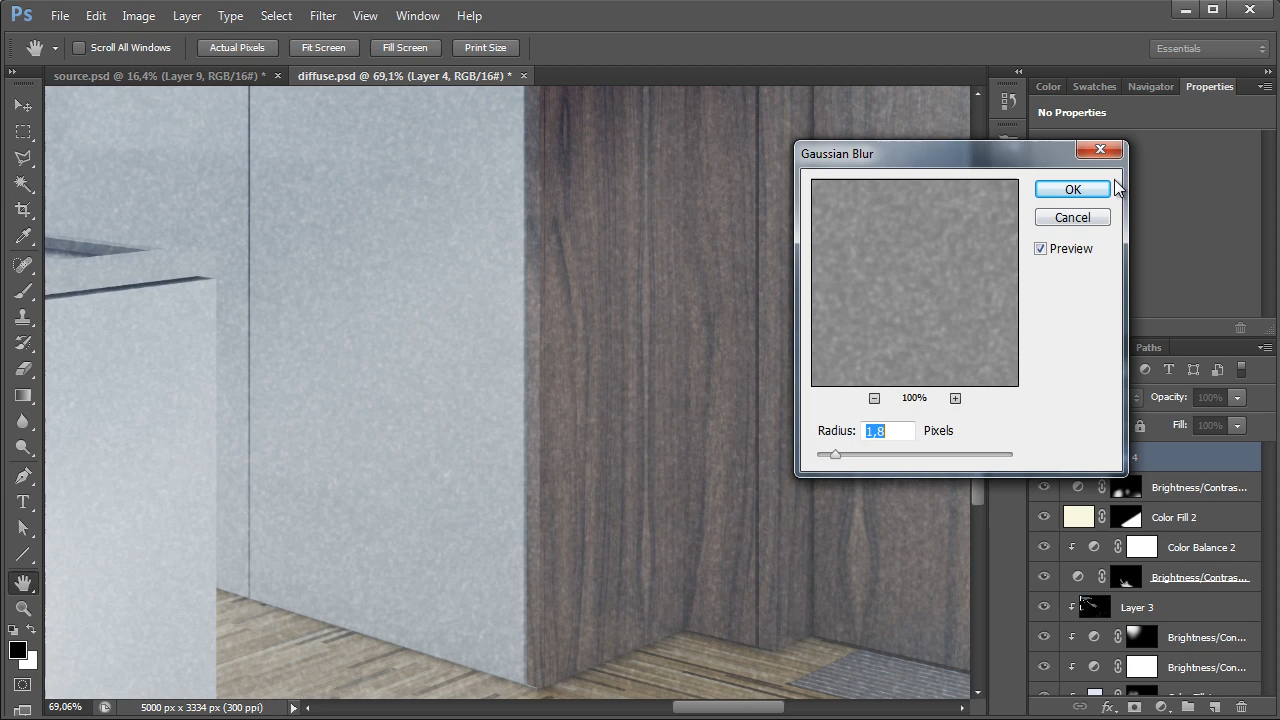 Ps File Edit Image Layer Type Select Filter View Window Help
Scroll All Windows Actual Pixels Fit Screen Fill Screen Print Size Essentials
source.psd @ 16,4% (Layer 9, RGB/16#) * × diffuse.psd @ 69,1% (Layer 4, RGB/16#) * ×
Color Swatches Navigator Properties
No Properties
Gaussian Blur
OK
Cancel
Preview
100%
Radius: 1,8 Pixels
Paths
Opacity: 100%
Fill: 100%
4
Brightness/Contras...
Color Fill 2
Color Balance 2
Brightness/Contras...
Layer 3
Brightness/Con...
Brightness/Con...
69,06% 5000 px x 3334 px (300 ppi)